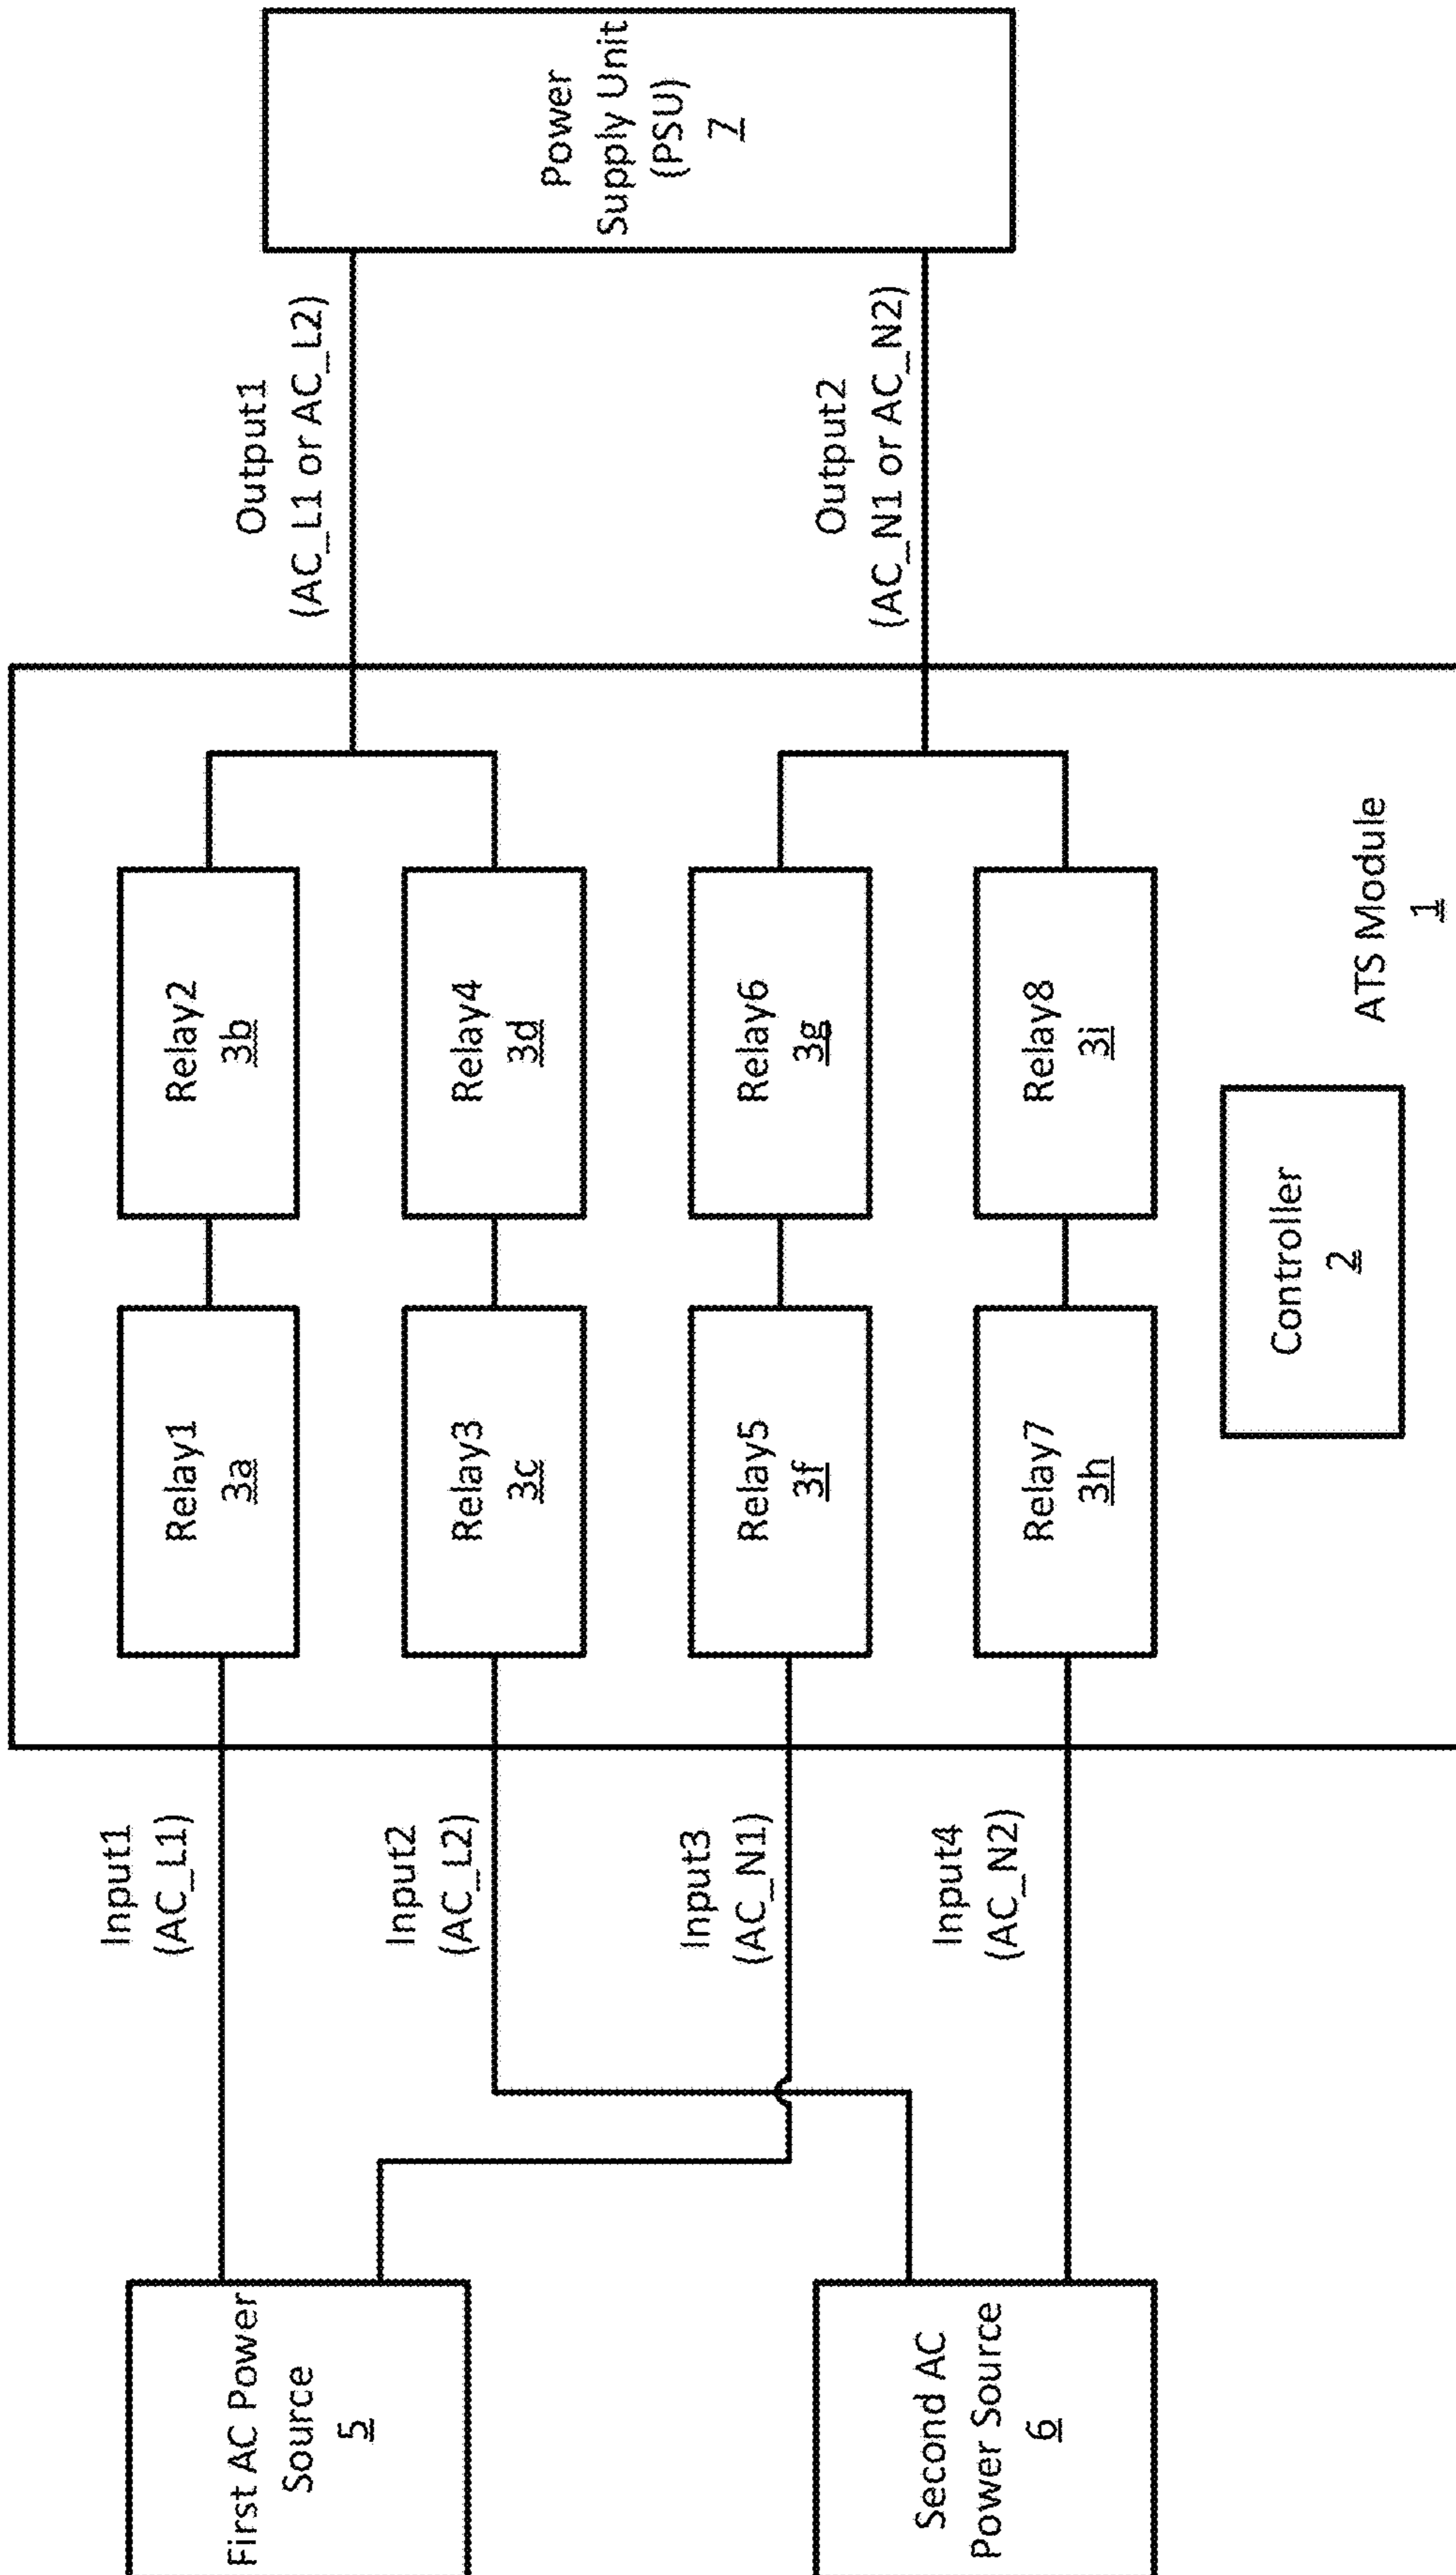 First AC Power
Source
5
Second AC
Power Source
6
Input1
(AC_L1)
Input2
(AC_L2)
Input3
(AC_N1)
Input4
(AC_N2)
Relay1
3a
Relay2
3b
Relay3
3c
Relay4
3d
Relay5
3f
Relay6
3g
Relay7
3h
Relay8
3i
Controller
2
ATS Module
1
Output1
(AC_L1 or AC_L2)
Output2
(AC_N1 or AC_N2)
Power
Supply Unit
(PSU)
7